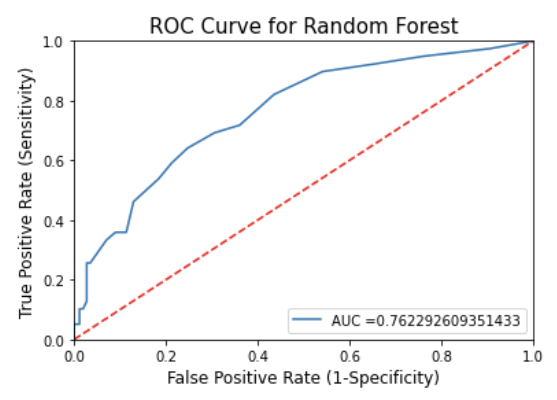 ROC Curve for Random Forest
1.0
0.8
0.6
0.4
0.2
0.0
True Positive Rate (Sensitivity)
AUC =0.762292609351433
0.0 0.2 0.4 0.6 0.8 1.0
False Positive Rate (1-Specificity)